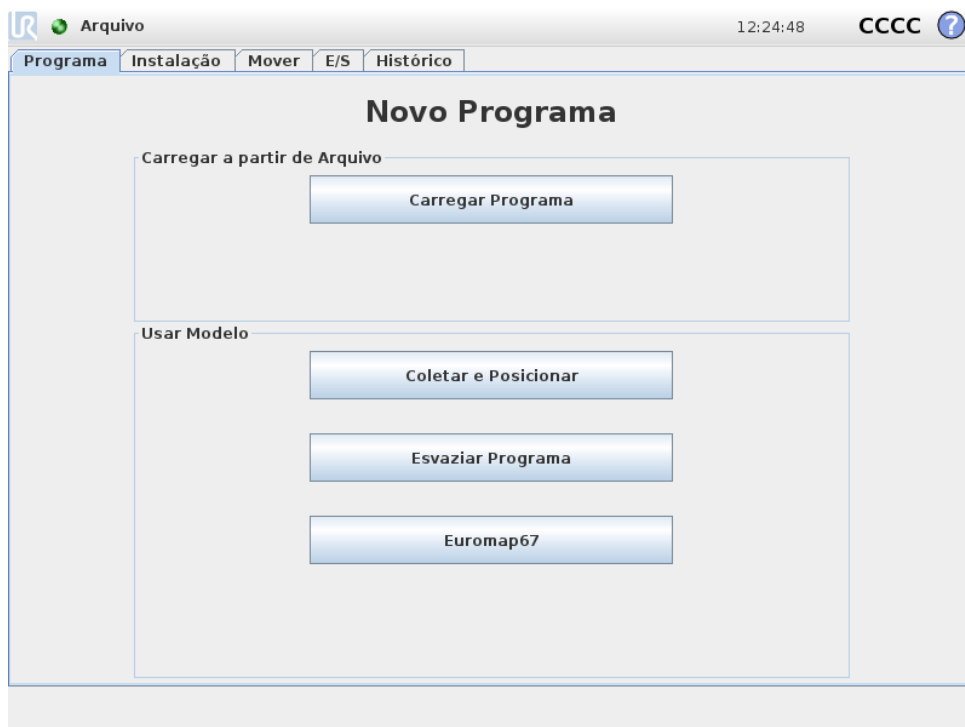 UR Arquivo 12:24:48 CCCC ?
Programa Instalação Mover E/S Histórico
Novo Programa
Carregar a partir de Arquivo
Carregar Programa
Usar Modelo
Coletar e Posicionar
Esvaziar Programa
Euromap67